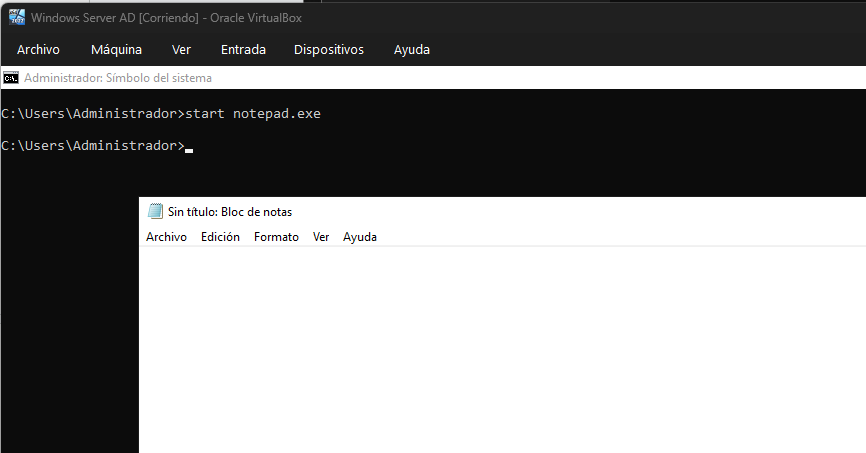 Windows Server AD [Corriendo] - Oracle VirtualBox
Archivo Máquina Ver Entrada Dispositivos Ayuda
Administrador: Símbolo del sistema
C:\Users\Administrador>start notepad.exe
C:\Users\Administrador>
Sin título: Bloc de notas
Archivo Edición Formato Ver Ayuda